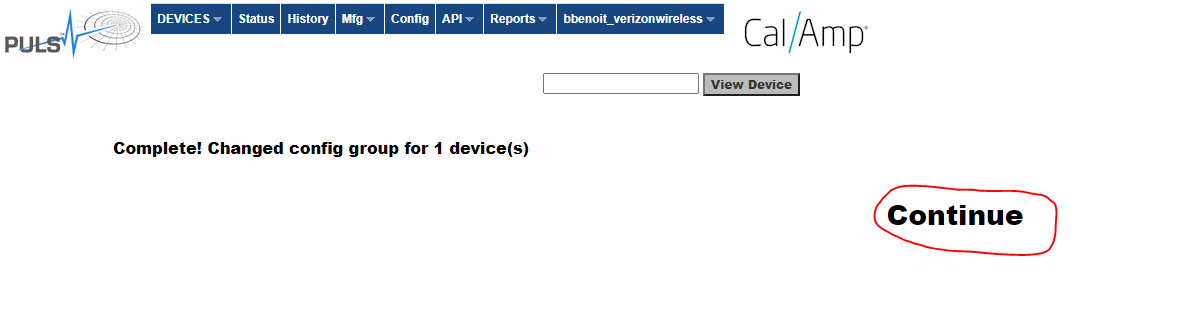 PULS™
DEVICES Status History Mfg Config API Reports bbenoit_verizonwireless
Cal/Amp®
View Device
Complete! Changed config group for 1 device(s)
Continue